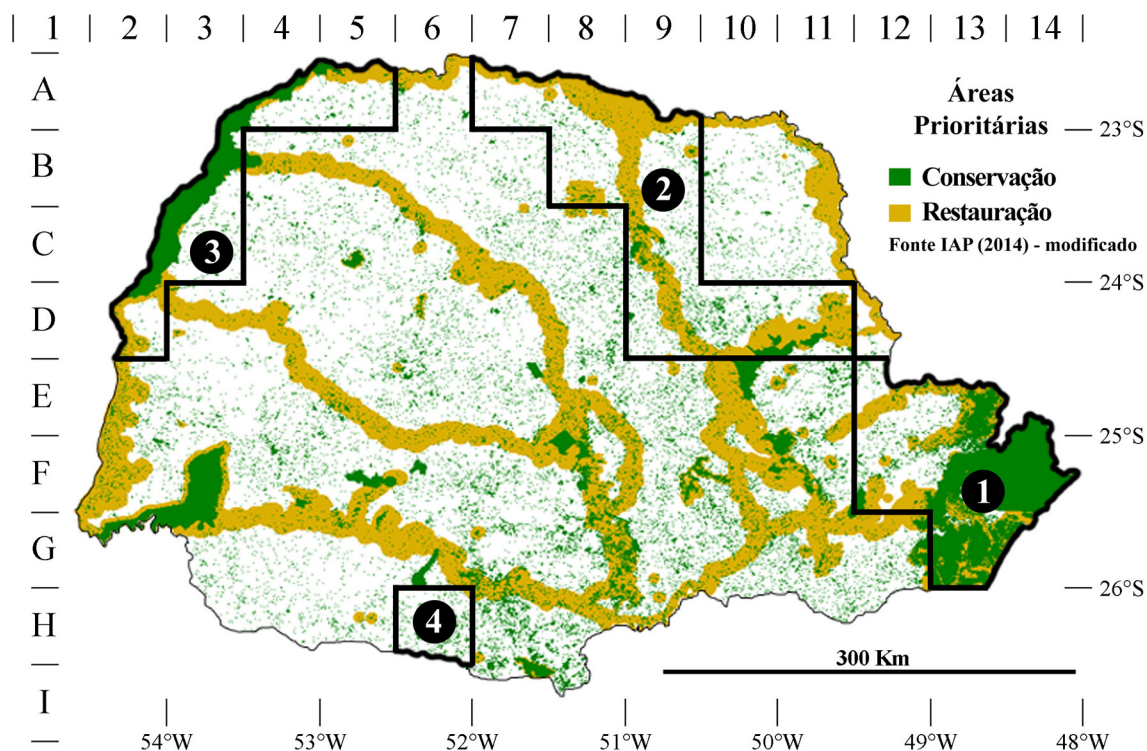 1 2 3 4 5 6 7 8 9 10 11 12 13 14
A
B
C
D
E
F
G
H
I
Áreas
Prioritárias
Conservação
Restauração
Fonte IAP (2014) - modificado
23°S
24°S
25°S
26°S
2
3
1
4
300 Km
54°W 53°W 52°W 51°W 50°W 49°W 48°W